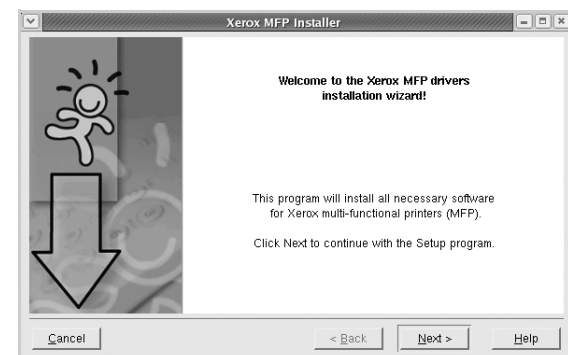 Xerox MFP Installer
Welcome to the Xerox MFP drivers
installation wizard!
This program will install all necessary software
for Xerox multi-functional printers (MFP).
Click Next to continue with the Setup program.
Cancel
< Back
Next >
Help